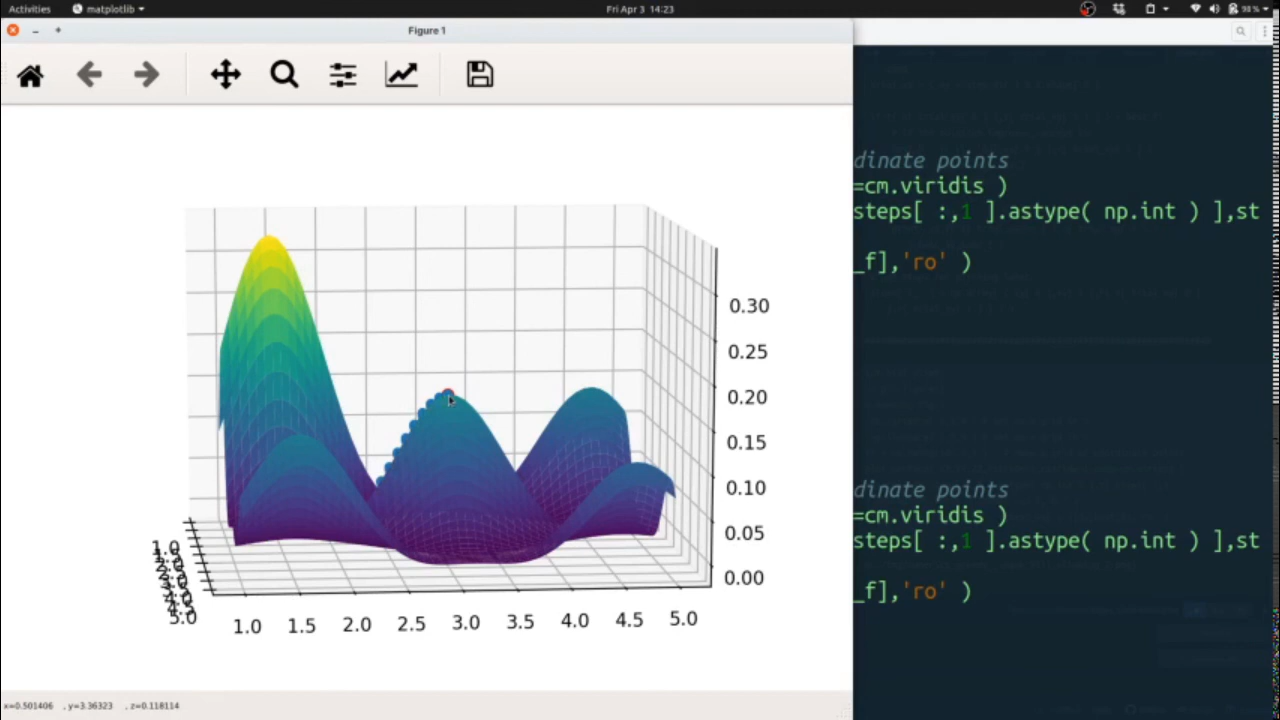 Activities
matplotlib
Fri Apr 3 14:23
98%
Figure 1
dinate points
=cm.viridis )
steps[ :,1 ].astype( np.int ) ],st
_f],'ro' )
0.30
0.25
0.20
0.15
0.10
0.05
0.00
1.0
5.0
1.0 1.5 2.0 2.5 3.0 3.5 4.0 4.5 5.0
dinate points
=cm.viridis )
steps[ :,1 ].astype( np.int ) ],st
_f],'ro' )
x=0.501406 , y=3.36323 , z=0.118114